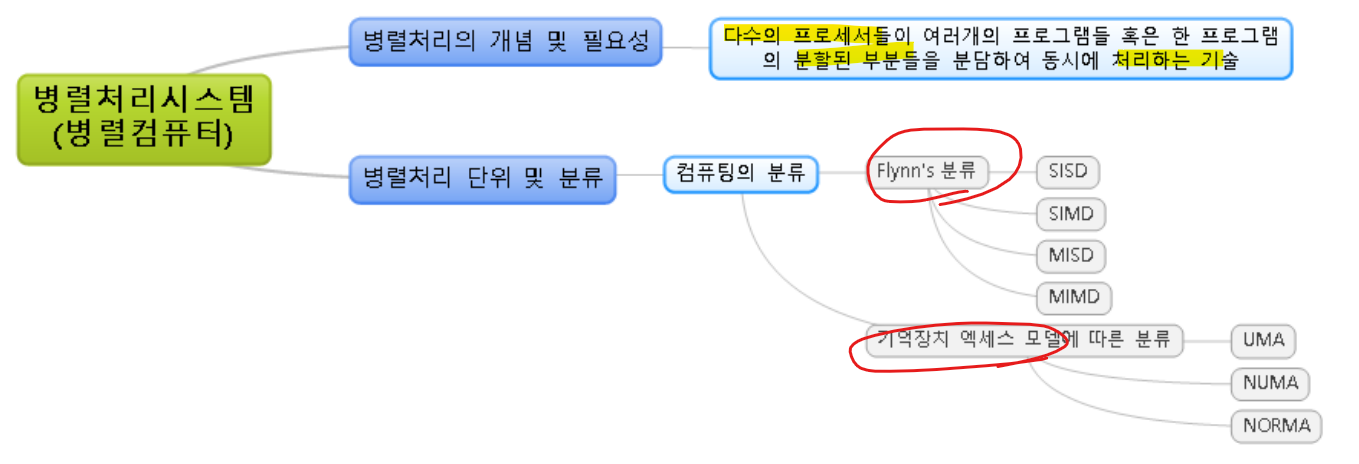 병렬처리시스템
(병렬컴퓨터)
병렬처리의 개념 및 필요성
다수의 프로세서들이 여러개의 프로그램들 혹은 한 프로그램
의 분할된 부분들을 분담하여 동시에 처리하는 기술
병렬처리 단위 및 분류
컴퓨팅의 분류
Flynn's 분류
SISD
SIMD
MISD
MIMD
기억장치 엑세스 모델에 따른 분류
UMA
NUMA
NORMA